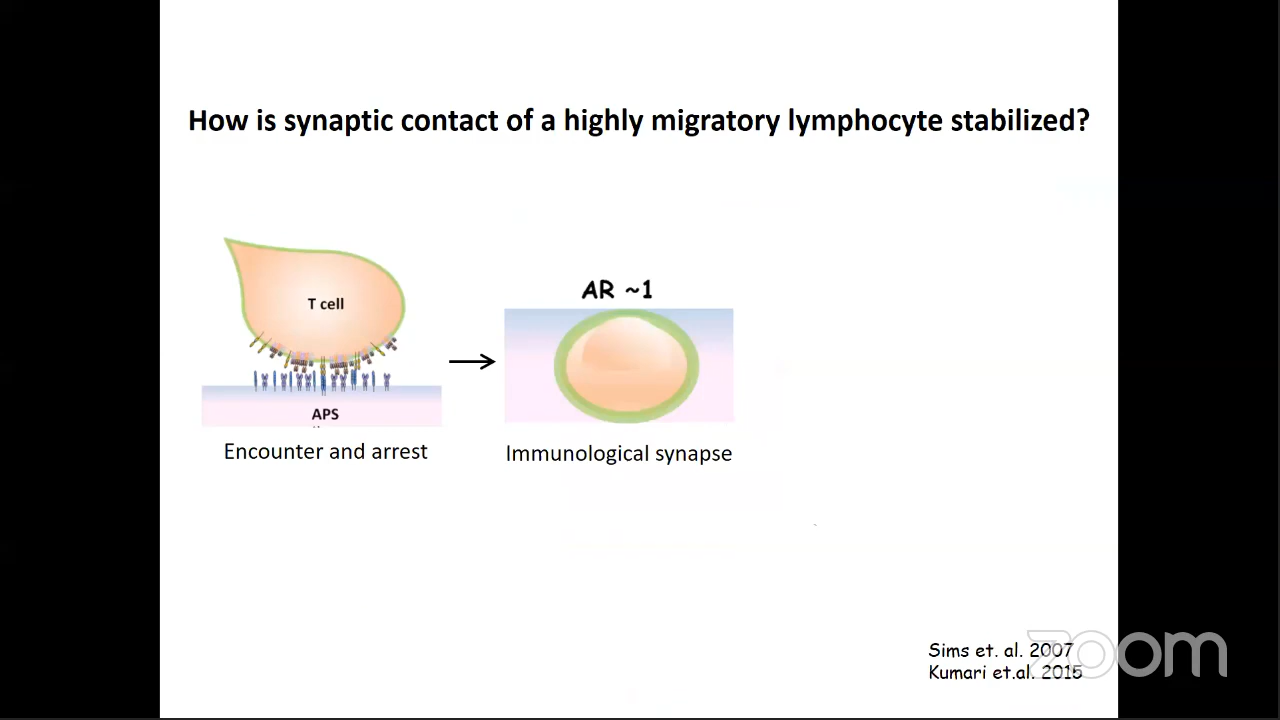 How is synaptic contact of a highly migratory lymphocyte stabilized?
AR ~1
T cell
APS
Encounter and arrest
Immunological synapse
Sims et. al. 2007
Kumari et.al. 2015
zoom